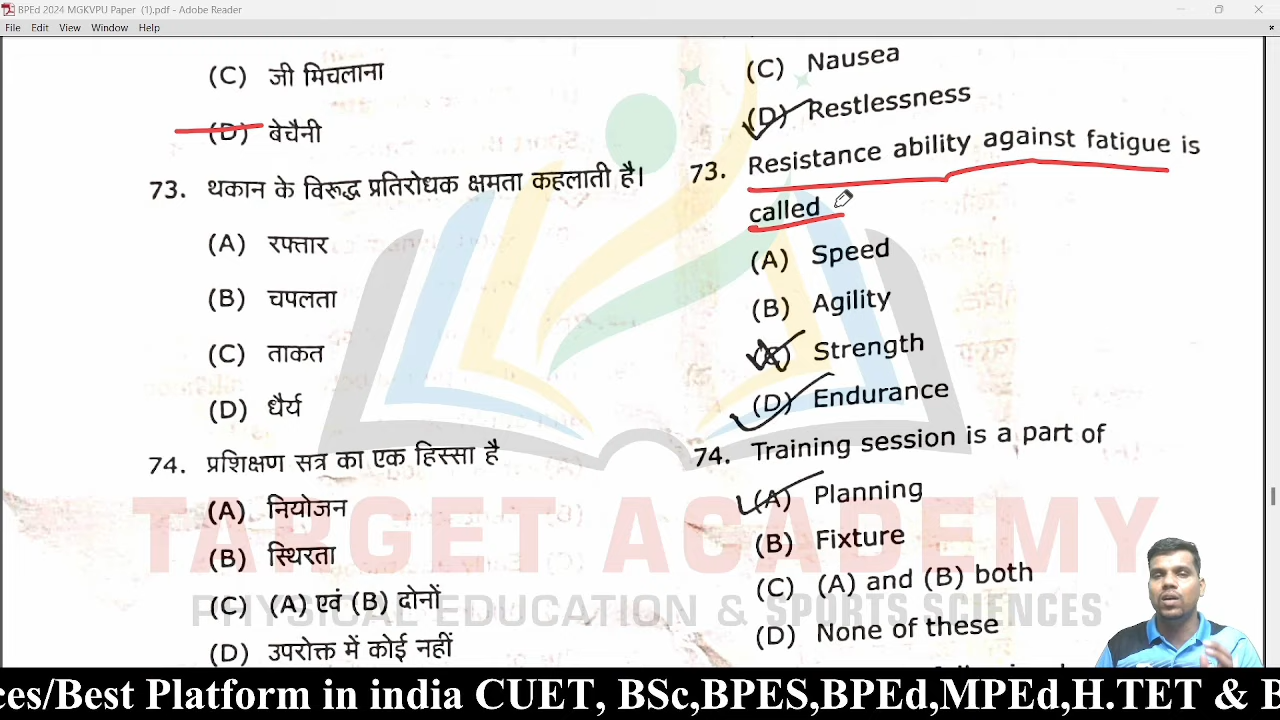 BPEd 2024 MGKVPU Paper (1).pdf - Adobe Reader
File Edit View Window Help
(C) जी मिचलाना
(D) बेचैनी
73. थकान के विरूद्ध प्रतिरोधक क्षमता कहलाती है।
(A) रफ्तार
(B) चपलता
(C) ताकत
(D) धैर्य
74. प्रशिक्षण सत्र का एक हिस्सा है
(A) नियोजन
(B) स्थिरता
(C) (A) एवं (B) दोनों
(D) उपरोक्त में कोई नहीं
(C) Nausea
(D) Restlessness
73. Resistance ability against fatigue is
called
(A) Speed
(B) Agility
(C) Strength
(D) Endurance
74. Training session is a part of
(A) Planning
(B) Fixture
(C) (A) and (B) both
(D) None of these
TARGET ACADEMY
PHYSICAL EDUCATION & SPORTS SCIENCES
ces/Best Platform in india CUET, BSc,BPES,BPEd,MPEd,H.TET & B